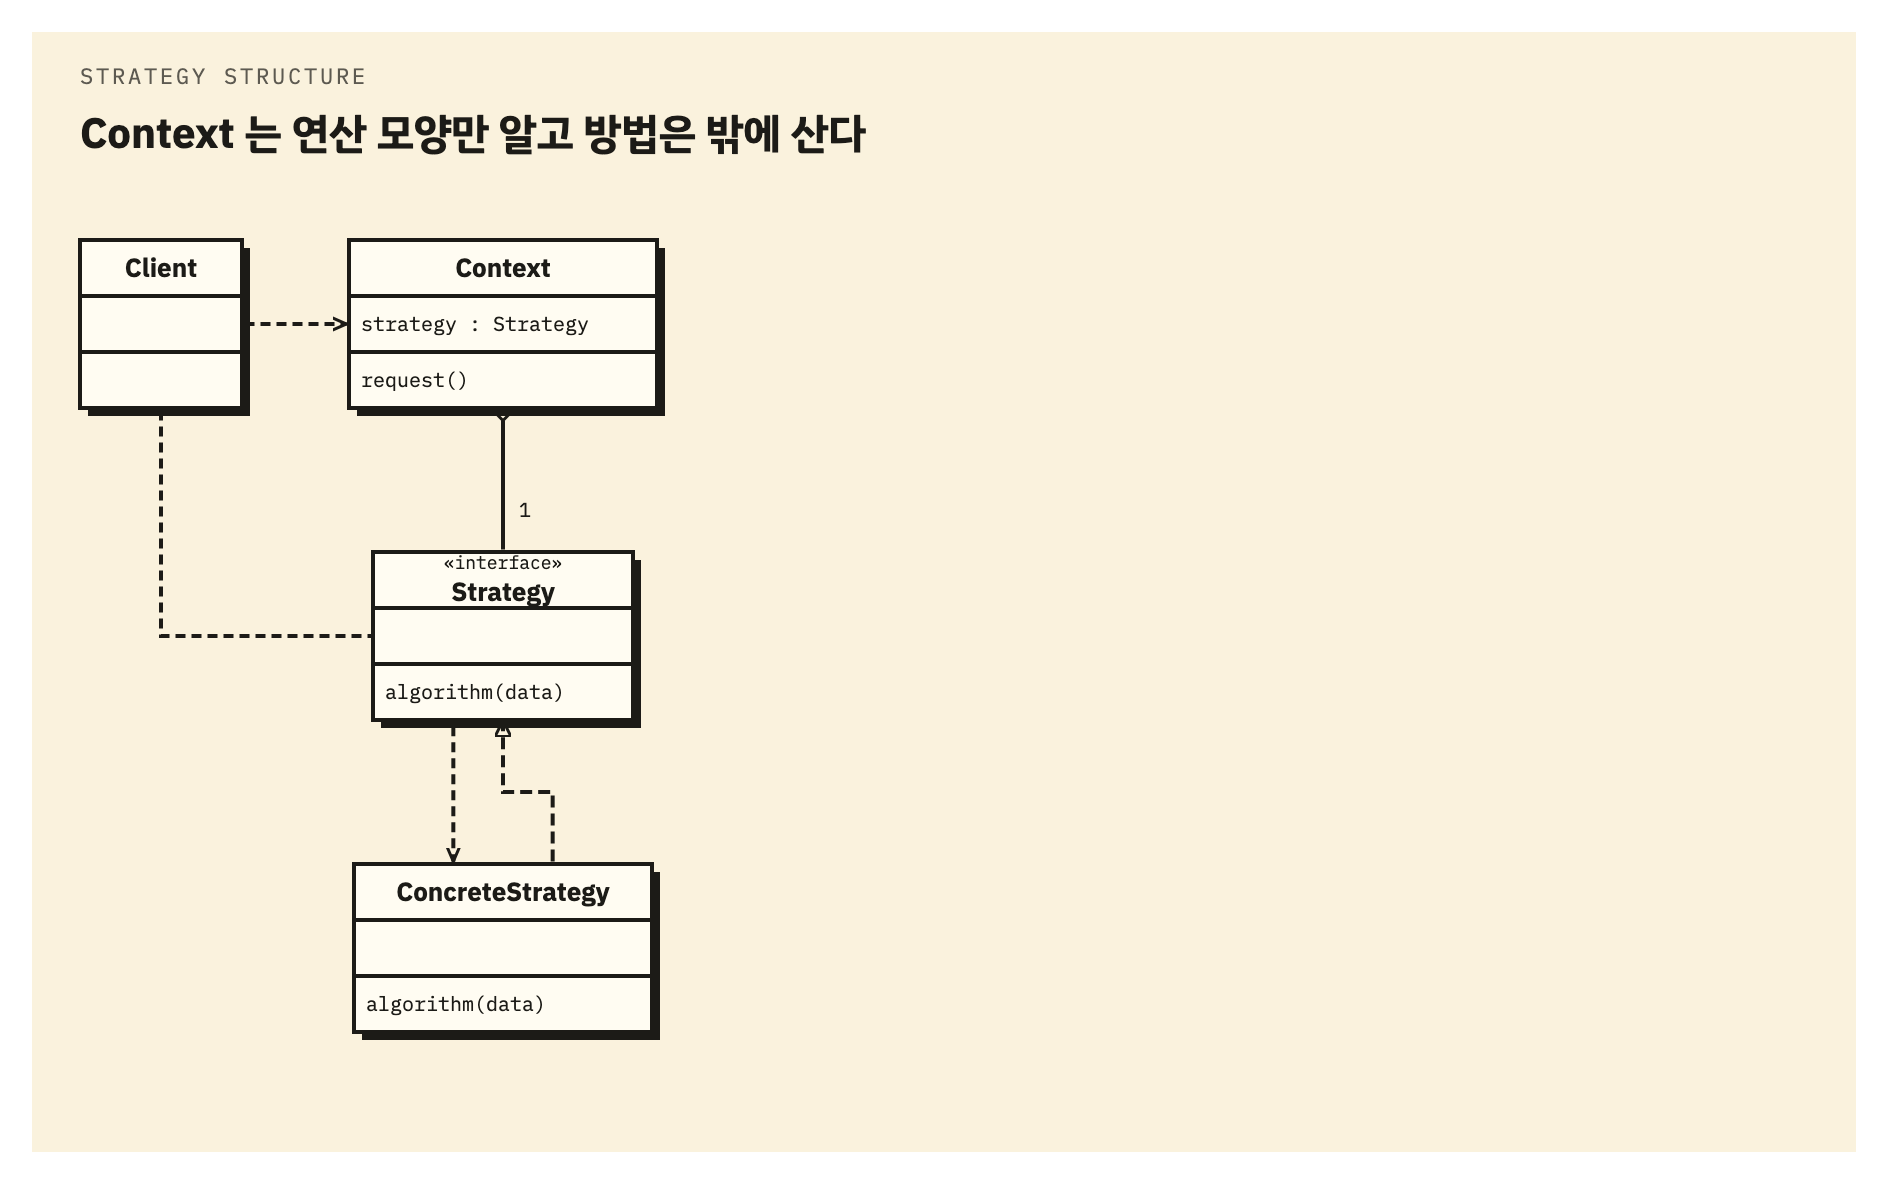 STRATEGY STRUCTURE
Context 는 연산 모양만 알고 방법은 밖에 산다
Client
Context
strategy : Strategy
request()
1
«interface»
Strategy
algorithm(data)
ConcreteStrategy
algorithm(data)